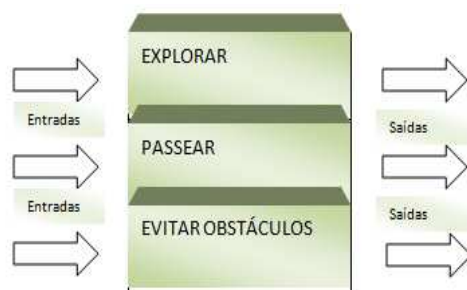 EXPLORAR
Entradas
Saídas
PASSEAR
Entradas
Saídas
EVITAR OBSTÁCULOS